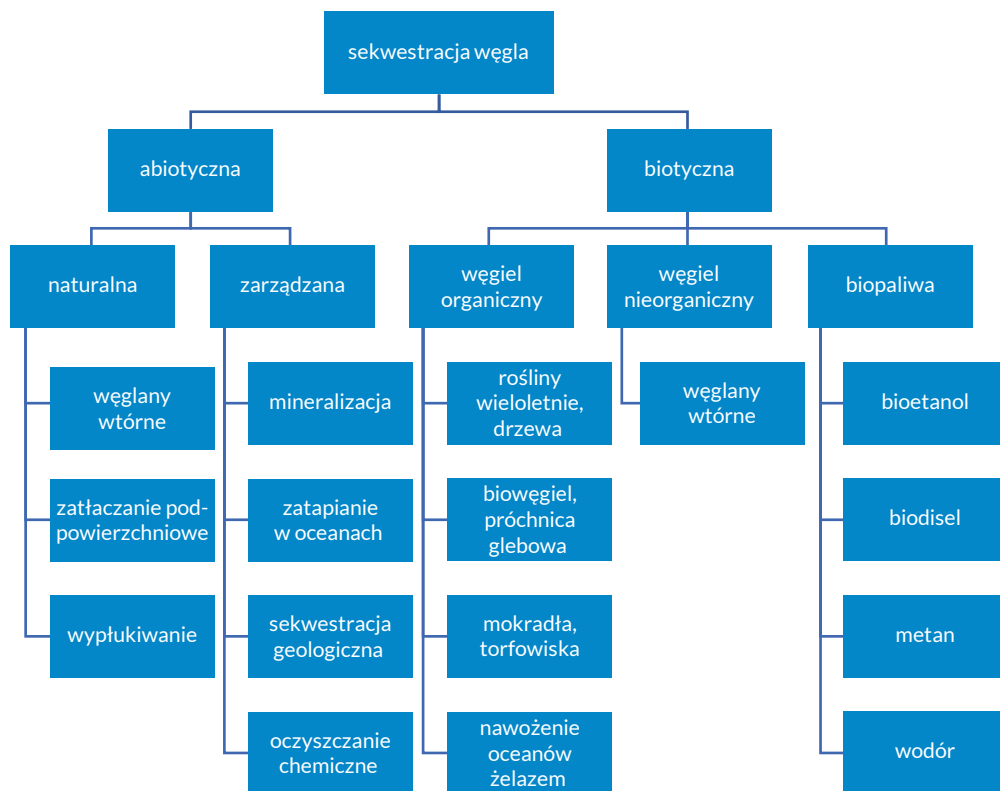 sekwestracja węgla
abiotyczna
biotyczna
naturalna
zarządzana
węgiel
organiczny
węgiel
nieorganiczny
biopaliwa
węglany
wtórne
mineralizacja
rośliny
wieloletnie,
drzewa
węglany
wtórne
bioetanol
zatłaczanie pod-
powierzchniowe
zatapianie
w oceanach
biowęgiel,
próchnica
glebowa
biodisel
wypłukiwanie
sekwestracja
geologiczna
mokradła,
torfowiska
metan
oczyszczanie
chemiczne
nawożenie
oceanów
żelazem
wodór